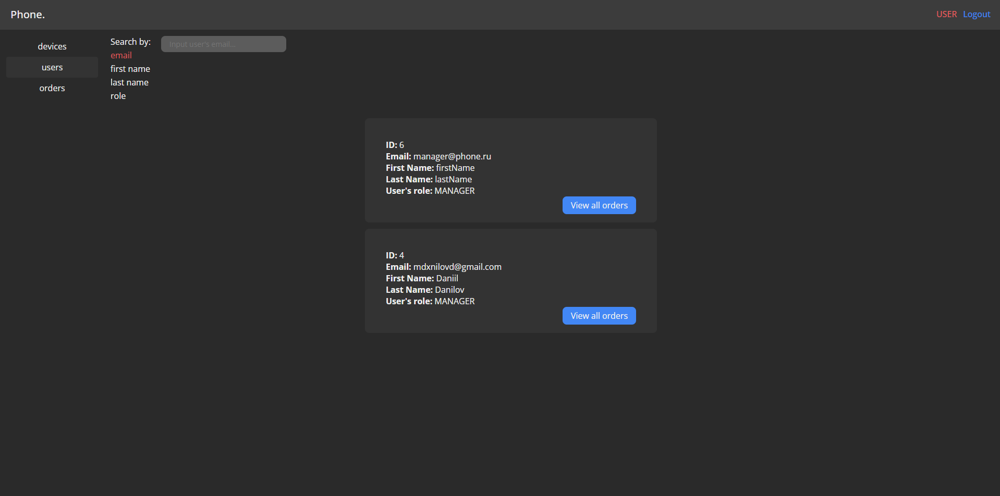 Phone.
USER Logout
devices
users
orders
Search by:
email
first name
last name
role
Input user's email...
ID: 6
Email: manager@phone.ru
First Name: firstName
Last Name: lastName
User's role: MANAGER
View all orders
ID: 4
Email: mdxnilovd@gmail.com
First Name: Daniil
Last Name: Danilov
User's role: MANAGER
View all orders